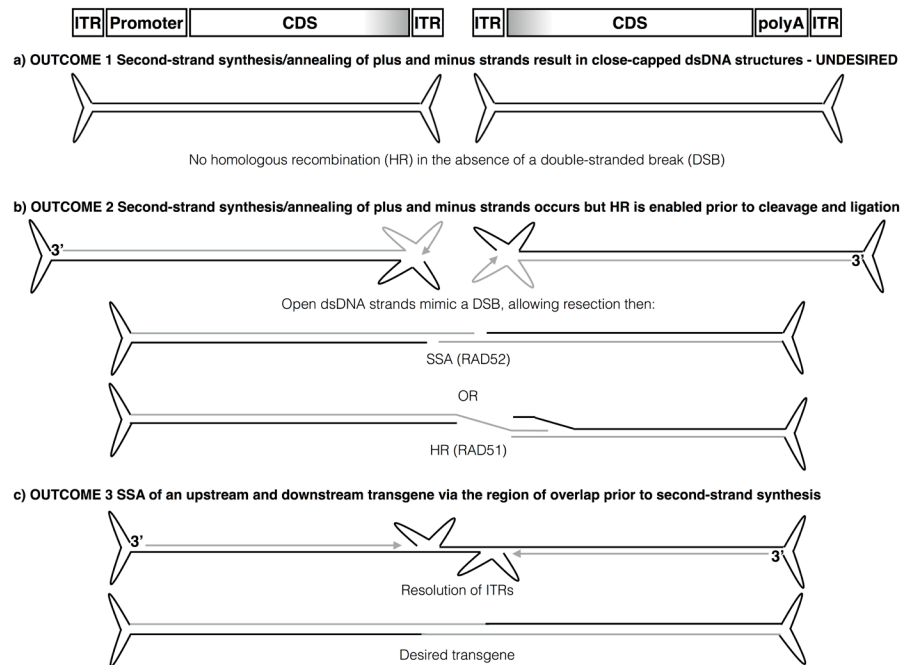 ITR Promoter CDS ITR ITR CDS polyA ITR
a) OUTCOME 1 Second-strand synthesis/annealing of plus and minus strands result in close-capped dsDNA structures - UNDESIRED
No homologous recombination (HR) in the absence of a double-stranded break (DSB)
b) OUTCOME 2 Second-strand synthesis/annealing of plus and minus strands occurs but HR is enabled prior to cleavage and ligation
3' 3'
Open dsDNA strands mimic a DSB, allowing resection then:
SSA (RAD52)
OR
HR (RAD51)
c) OUTCOME 3 SSA of an upstream and downstream transgene via the region of overlap prior to second-strand synthesis
3' 3'
Resolution of ITRs
Desired transgene